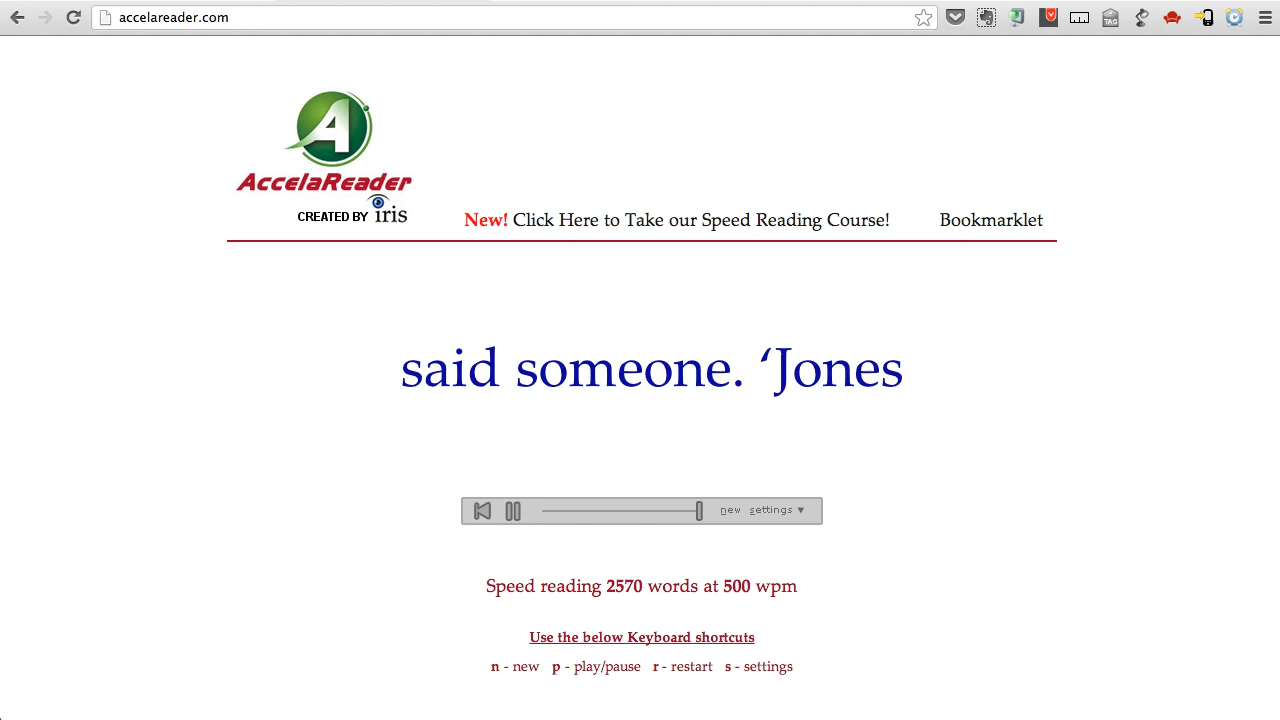 accelareader.com
TAG
A
AccelaReader
CREATED BY iris
New! Click Here to Take our Speed Reading Course! Bookmarklet
said someone. ‘Jones
new settings ▼
Speed reading 2570 words at 500 wpm
Use the below Keyboard shortcuts
n - new p - play/pause r - restart s - settings